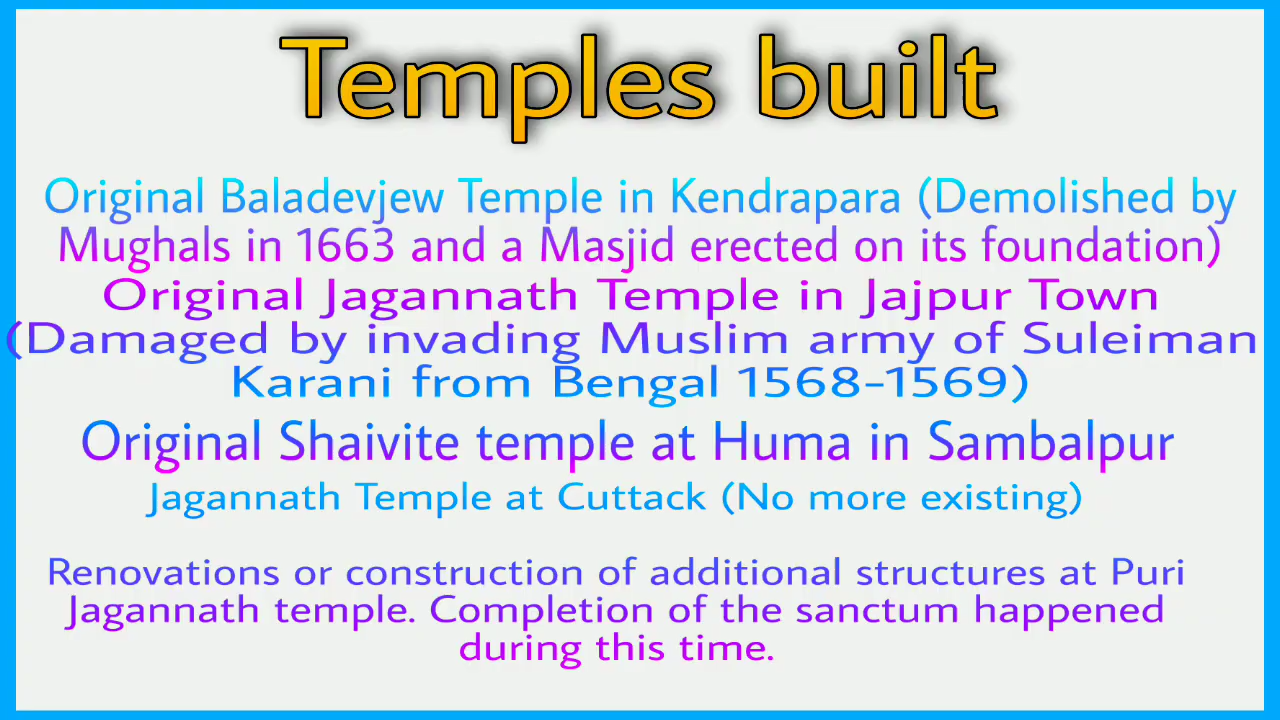 Temples built
Original Baladevjew Temple in Kendrapara (Demolished by
Mughals in 1663 and a Masjid erected on its foundation)
Original Jagannath Temple in Jajpur Town
(Damaged by invading Muslim army of Suleiman
Karani from Bengal 1568-1569)
Original Shaivite temple at Huma in Sambalpur
Jagannath Temple at Cuttack (No more existing)
Renovations or construction of additional structures at Puri
Jagannath temple. Completion of the sanctum happened
during this time.